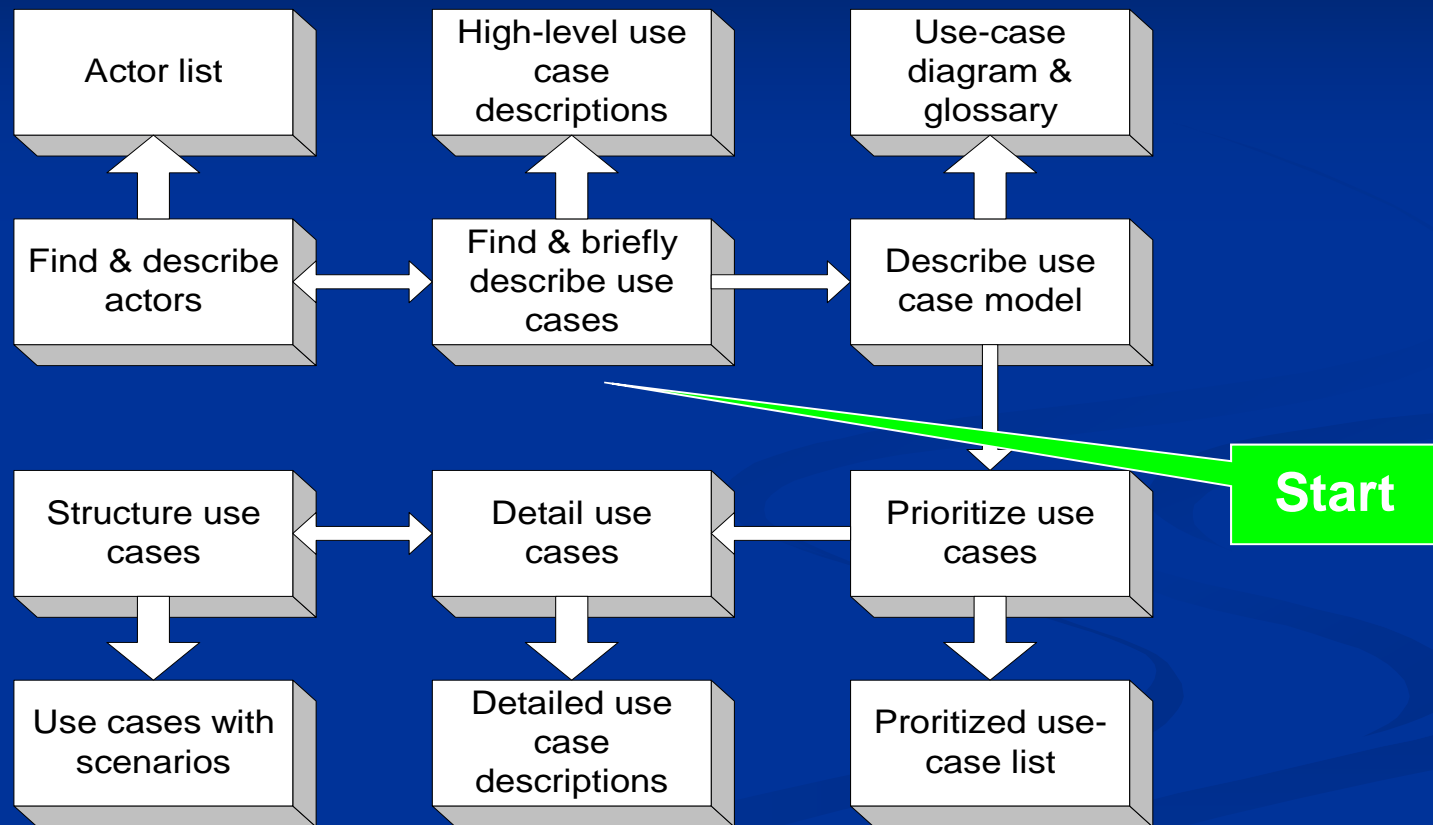 Actor list
High-level use
case
descriptions
Use-case
diagram &
glossary
Find & describe
actors
Find & briefly
describe use
cases
Describe use
case model
Start
Structure use
cases
Detail use
cases
Prioritize use
cases
Use cases with
scenarios
Detailed use
case
descriptions
Proritized use-
case list